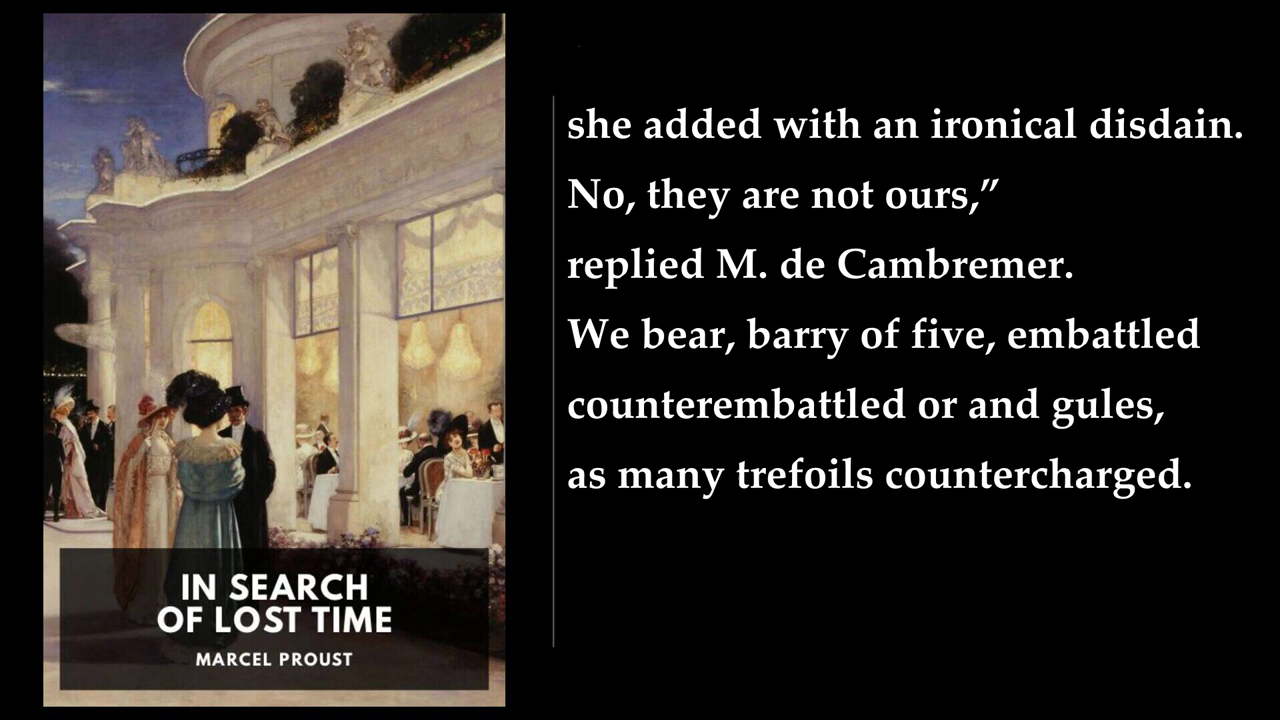 IN SEARCH
OF LOST TIME
MARCEL PROUST
she added with an ironical disdain.
No, they are not ours,”
replied M. de Cambremer.
We bear, barry of five, embattled
counterembattled or and gules,
as many trefoils countercharged.